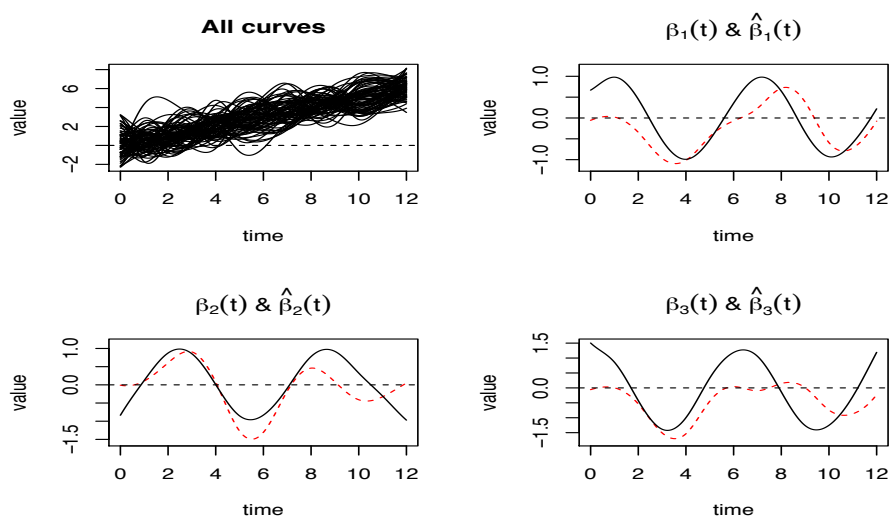 All curves
value
6
2
−2
0 2 4 6 8 10 12
time
β₁(t) & β̂₁(t)
value
1.0
0.0
−1.0
0 2 4 6 8 10 12
time
β₂(t) & β̂₂(t)
value
1.0
0.0
−1.5
0 2 4 6 8 10 12
time
β₃(t) & β̂₃(t)
value
1.5
0.0
−1.5
0 2 4 6 8 10 12
time